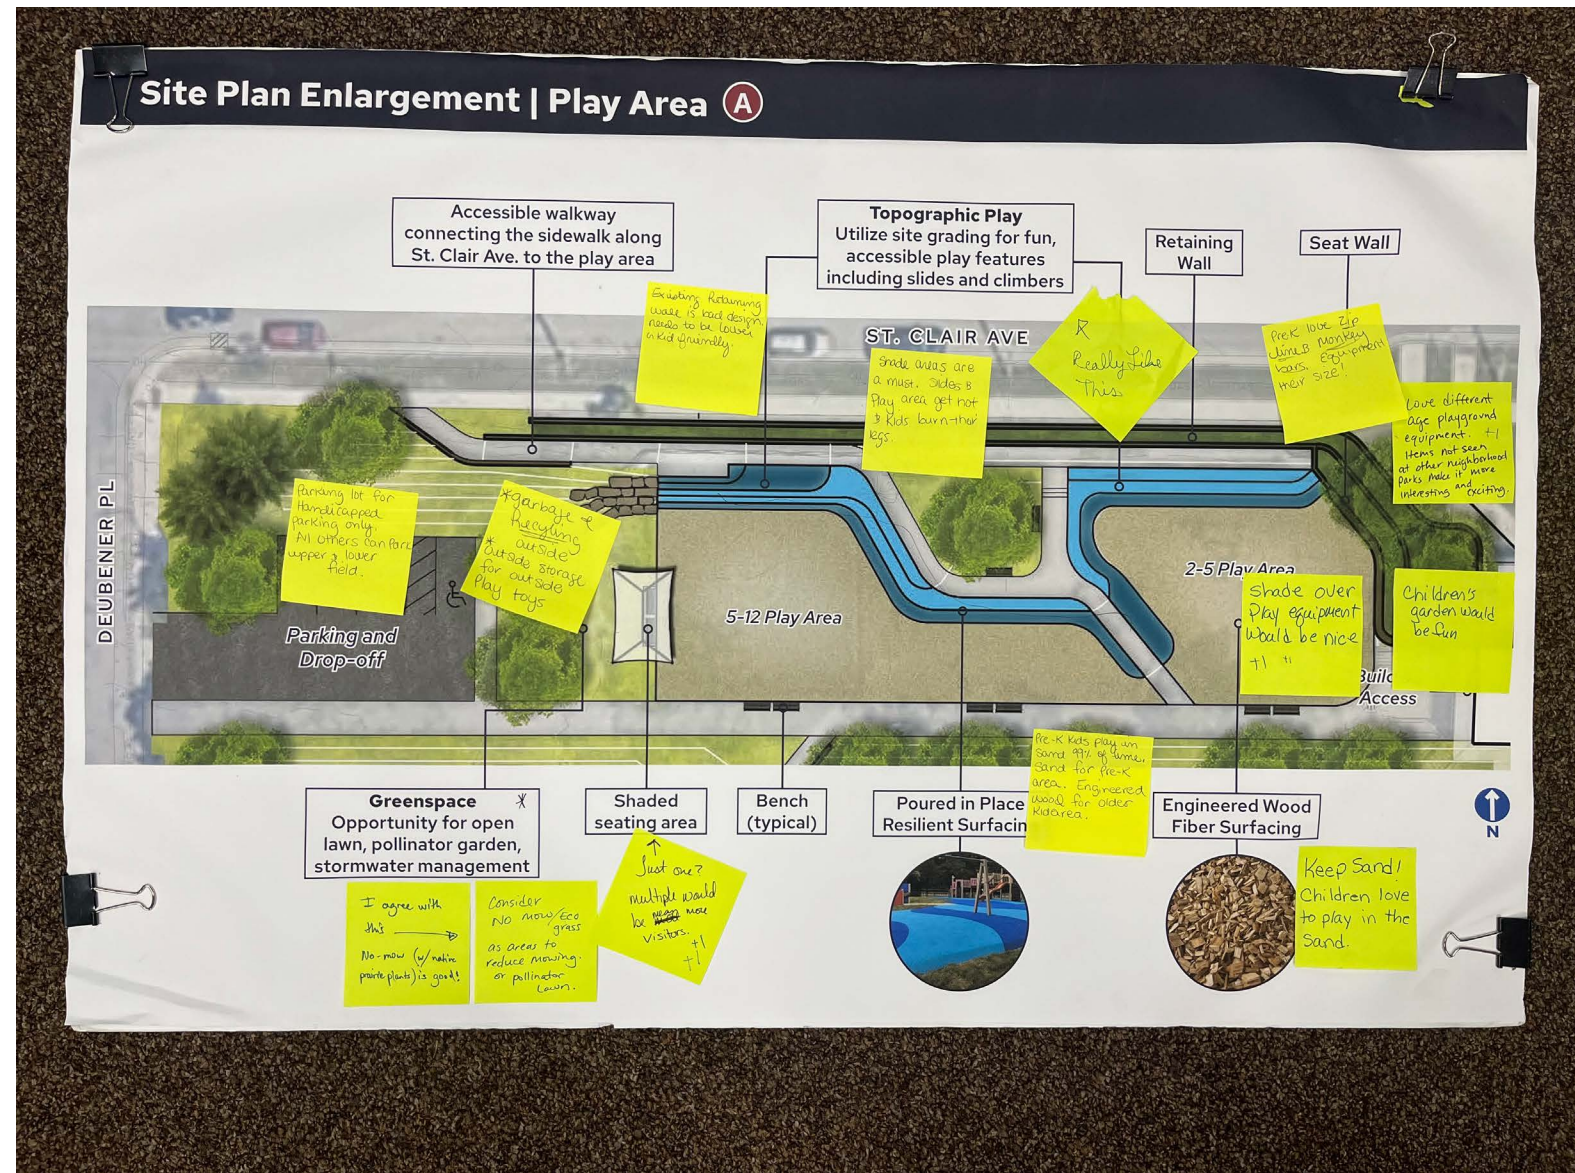 Site Plan Enlargement | Play Area A
Accessible walkway
connecting the sidewalk along
St. Clair Ave. to the play area
Topographic Play
Utilize site grading for fun,
accessible play features
including slides and climbers
Retaining
Wall
Seat Wall
Existing Retaining
wall is bad design
needs to be lower
kid friendly.
ST. CLAIR AVE
Shade areas are
a must. Slides &
Play area get hot
& kids burn their
legs.
Really Like
This
Pre-K love Zip
line & Monkey
bars. Equipment
their size!
Love different
age playground
equipment. +1
Items not seen
at other neighborhood
Parks make it more
interesting and exciting.
DEUBENER PL
Parking lot for
Handicapped
parking only.
All others can park
upper & lower
field.
*garbage &
Recycling
outside
*outside storage
for outside
Play toys
Parking and
Drop-off
5-12 Play Area
2-5 Play Area
Shade over
Play equipment
would be nice
+1 +1
Children's
garden would
be fun
Access
Greenspace *
Opportunity for open
lawn, pollinator garden,
stormwater management
Shaded
seating area
Bench
(typical)
Poured in Place
Resilient Surfacin
Pre-K Kids play in
Sand 99% of time.
Sand for Pre-K
area. Engineered
wood for older
Kid area.
Engineered Wood
Fiber Surfacing
N
I agree with
this
No-mow (w/ native
prairie plants) is good!
Consider
No mow/Eco
grass
as areas to
reduce mowing.
or pollinator
Lawn.
Just one?
multiple would
be more
visitors.
+1
+1
Keep Sand!
Children love
to play in the
Sand.